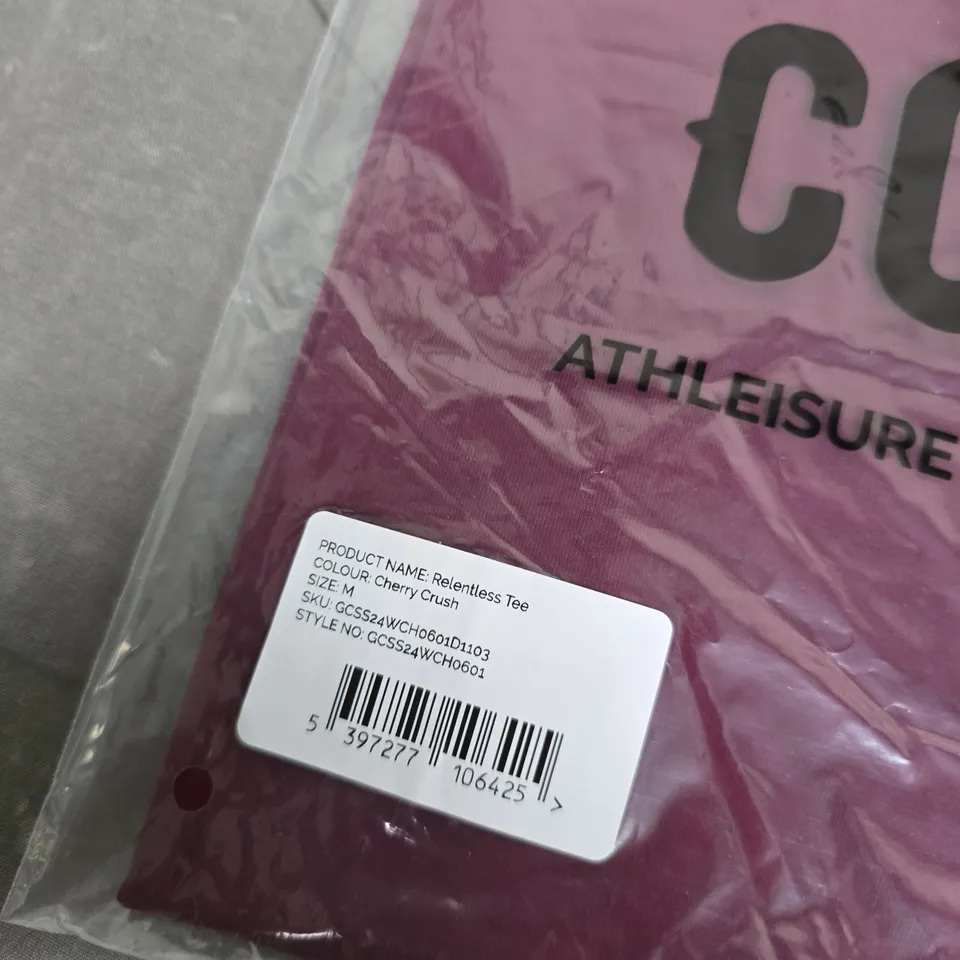 CO
ATHLEISURE
PRODUCT NAME: Relentless Tee
COLOUR: Cherry Crush
SIZE: M
SKU: GCSS24WCH0601D1103
STYLE NO: GCSS24WCH0601
5 397277 106425 >